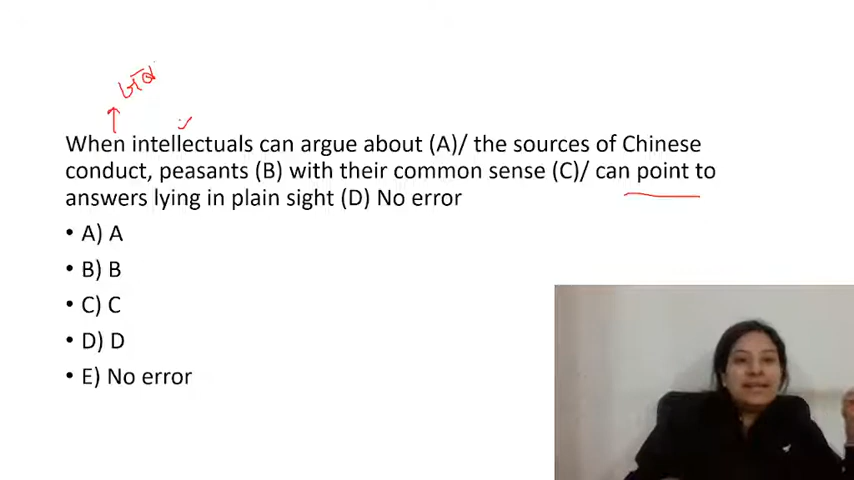 When intellectuals can argue about (A)/ the sources of Chinese
conduct, peasants (B) with their common sense (C)/ can point to
answers lying in plain sight (D) No error
• A) A
• B) B
• C) C
• D) D
• E) No error